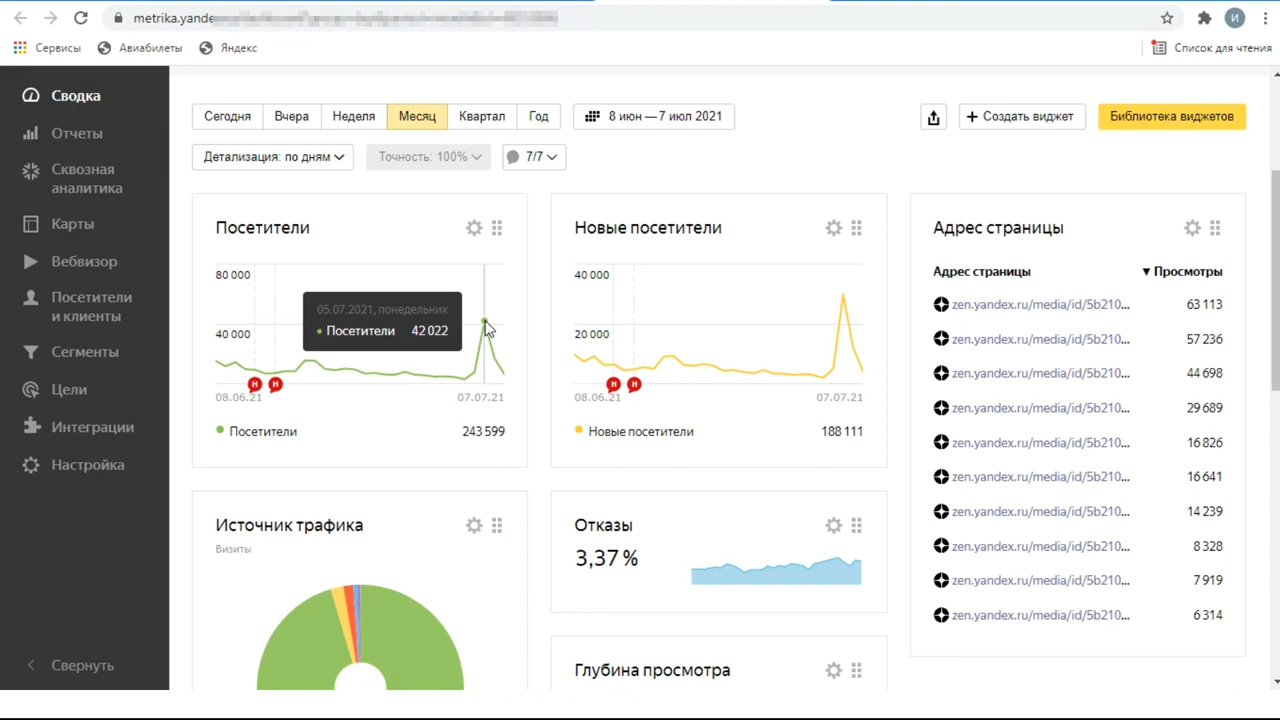 metrika.yande
Сервисы Авиабилеты Яндекс Список для чтения
И
Сводка
Отчеты
Сквозная
аналитика
Карты
Вебвизор
Посетители
и клиенты
Сегменты
Цели
Интеграции
Настройка
Свернуть
Сегодня Вчера Неделя Месяц Квартал Год 8 июн — 7 июл 2021
+ Создать виджет Библиотека виджетов
Детализация: по дням Точность: 100% 7/7
Посетители
80 000
40 000
05.07.2021, понедельник
Посетители 42 022
Н Н
08.06.21 07.07.21
Посетители 243 599
Новые посетители
40 000
20 000
Н Н
08.06.21 07.07.21
Новые посетители 188 111
Адрес страницы
Адрес страницы ▼ Просмотры
zen.yandex.ru/media/id/5b210... 63 113
zen.yandex.ru/media/id/5b210... 57 236
zen.yandex.ru/media/id/5b210... 44 698
zen.yandex.ru/media/id/5b210... 29 689
zen.yandex.ru/media/id/5b210... 16 826
zen.yandex.ru/media/id/5b210... 16 641
zen.yandex.ru/media/id/5b210... 14 239
zen.yandex.ru/media/id/5b210... 8 328
zen.yandex.ru/media/id/5b210... 7 919
zen.yandex.ru/media/id/5b210... 6 314
Источник трафика
Визиты
Отказы
3,37 %
Глубина просмотра